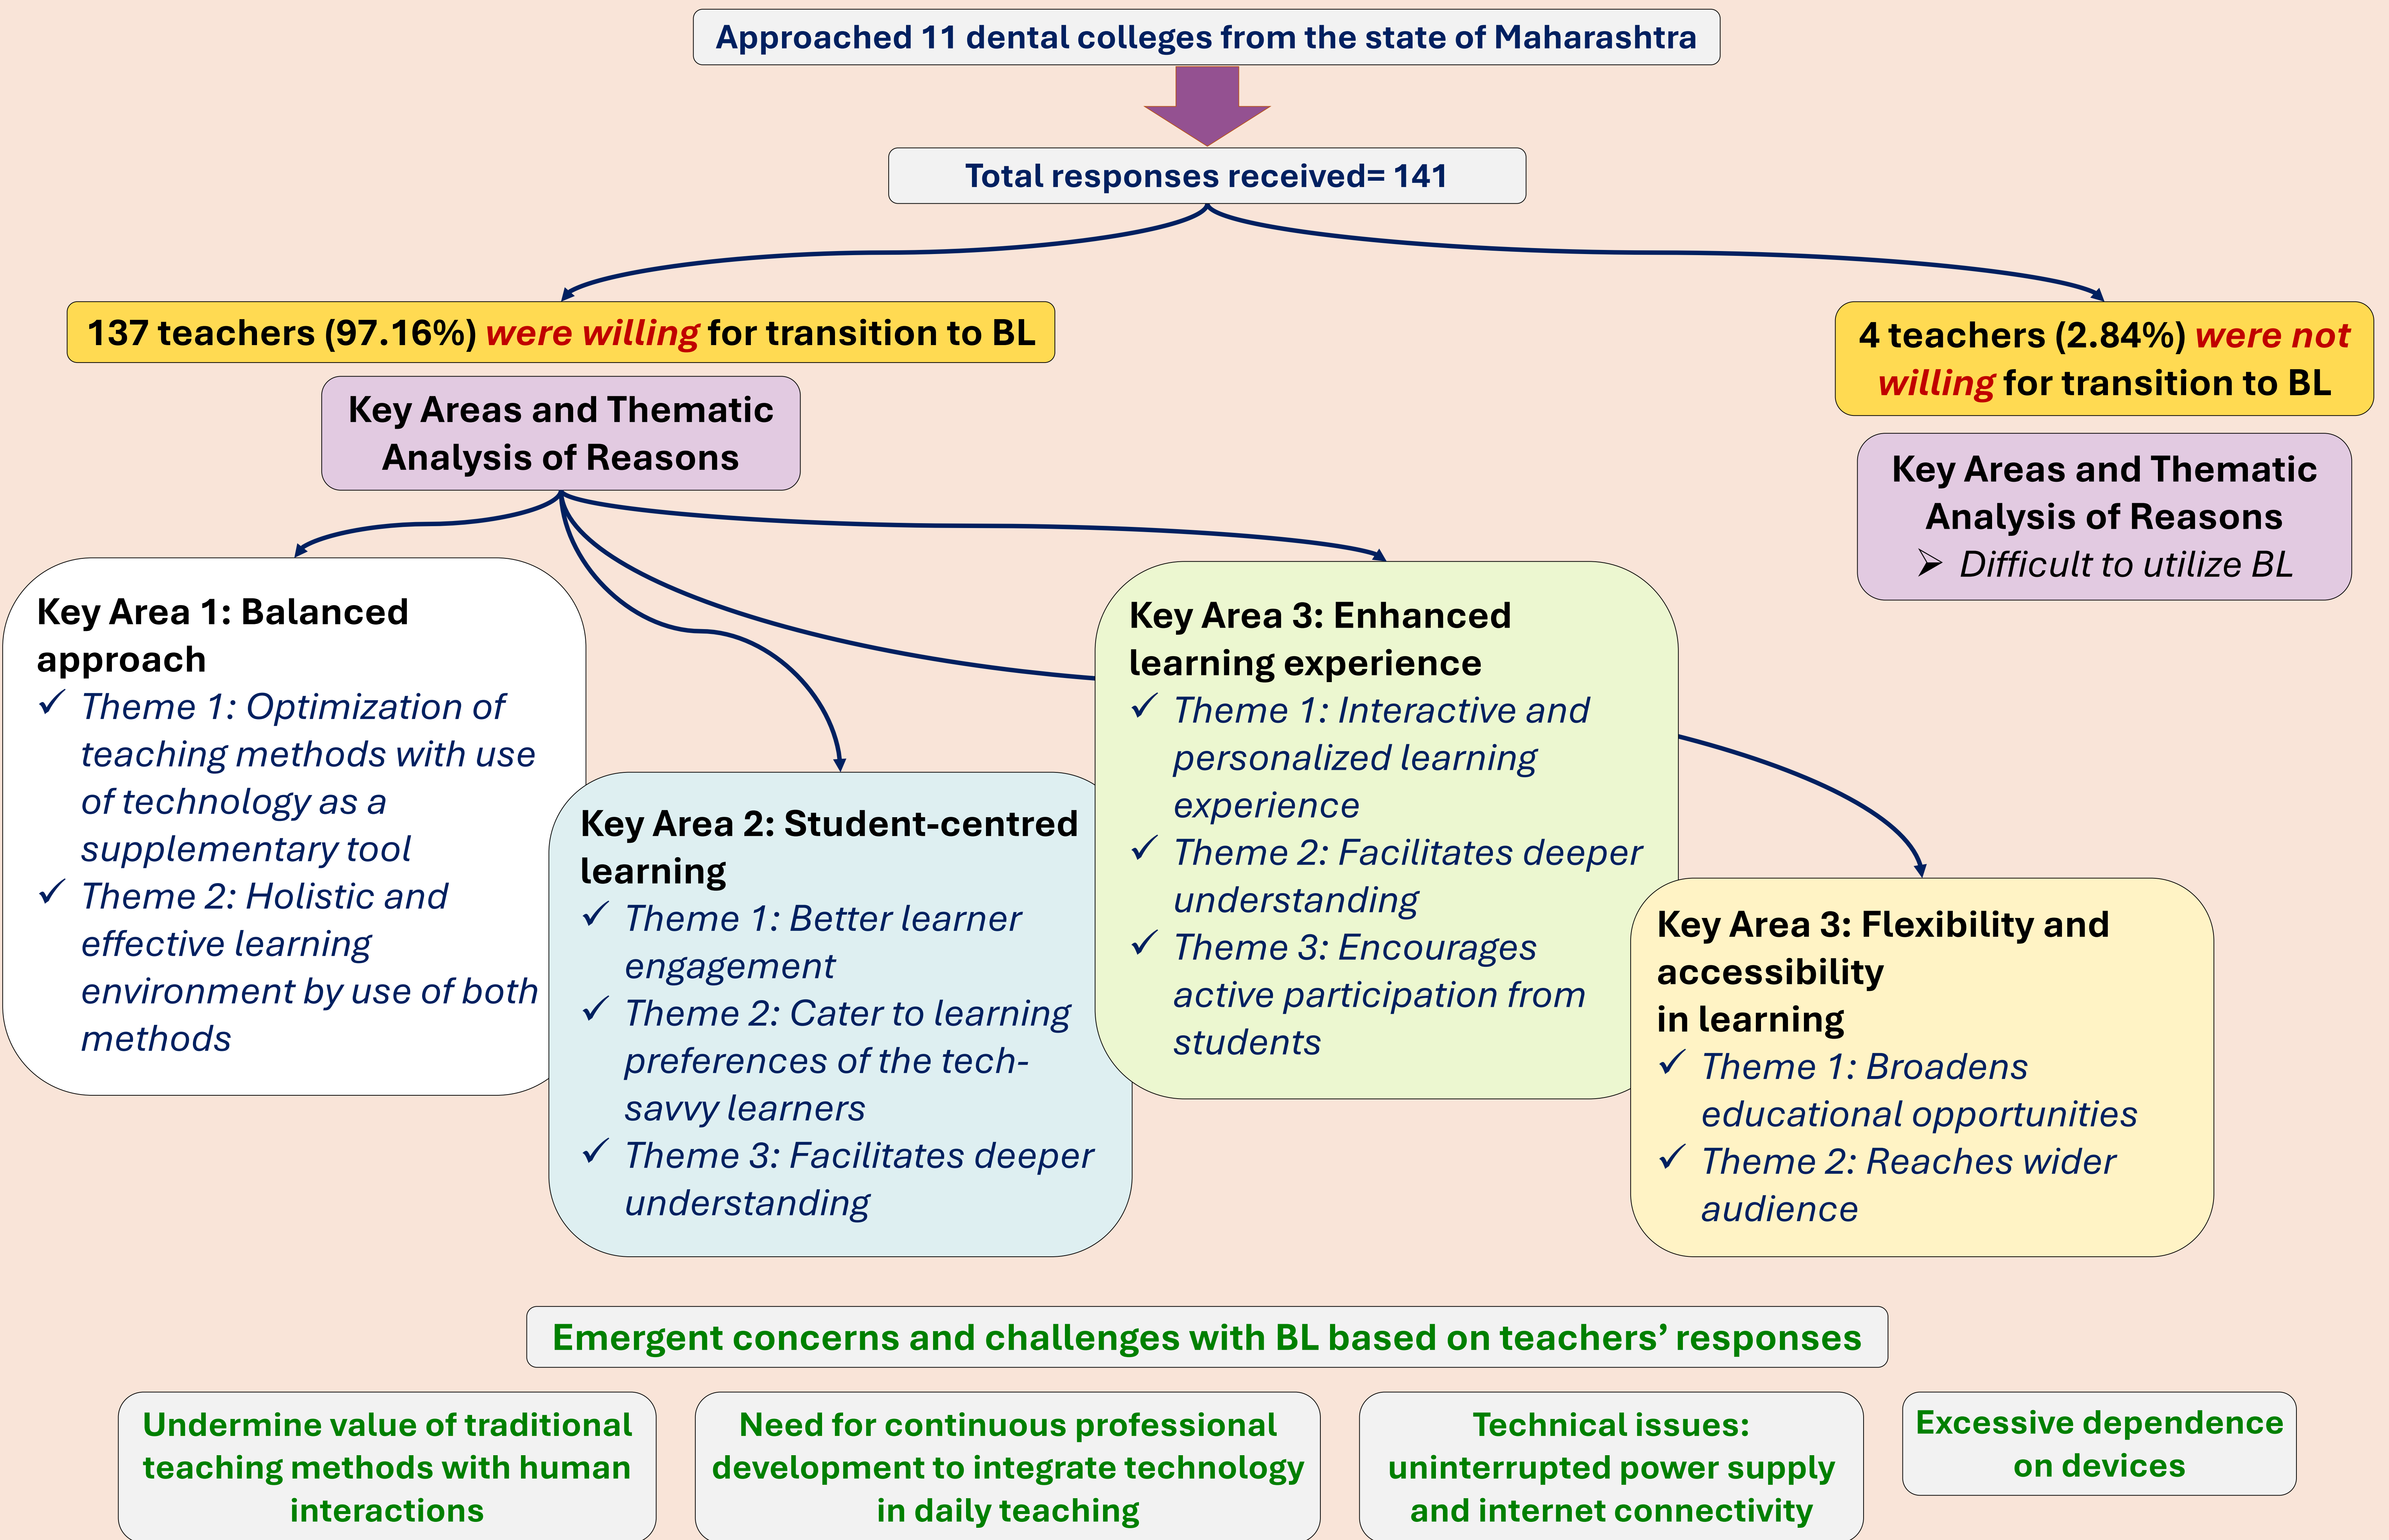 Approached 11 dental colleges from the state of Maharashtra
Total responses received= 141
137 teachers (97.16%) were willing for transition to BL
4 teachers (2.84%) were not
willing for transition to BL
Key Areas and Thematic
Analysis of Reasons
Key Areas and Thematic
Analysis of Reasons
➢ Difficult to utilize BL
Key Area 1: Balanced
approach
✓ Theme 1: Optimization of
teaching methods with use
of technology as a
supplementary tool
✓ Theme 2: Holistic and
effective learning
environment by use of both
methods
Key Area 2: Student-centred
learning
✓ Theme 1: Better learner
engagement
✓ Theme 2: Cater to learning
preferences of the tech-
savvy learners
✓ Theme 3: Facilitates deeper
understanding
Key Area 3: Enhanced
learning experience
✓ Theme 1: Interactive and
personalized learning
experience
✓ Theme 2: Facilitates deeper
understanding
✓ Theme 3: Encourages
active participation from
students
Key Area 3: Flexibility and
accessibility
in learning
✓ Theme 1: Broadens
educational opportunities
✓ Theme 2: Reaches wider
audience
Emergent concerns and challenges with BL based on teachers’ responses
Undermine value of traditional
teaching methods with human
interactions
Need for continuous professional
development to integrate technology
in daily teaching
Technical issues:
uninterrupted power supply
and internet connectivity
Excessive dependence
on devices